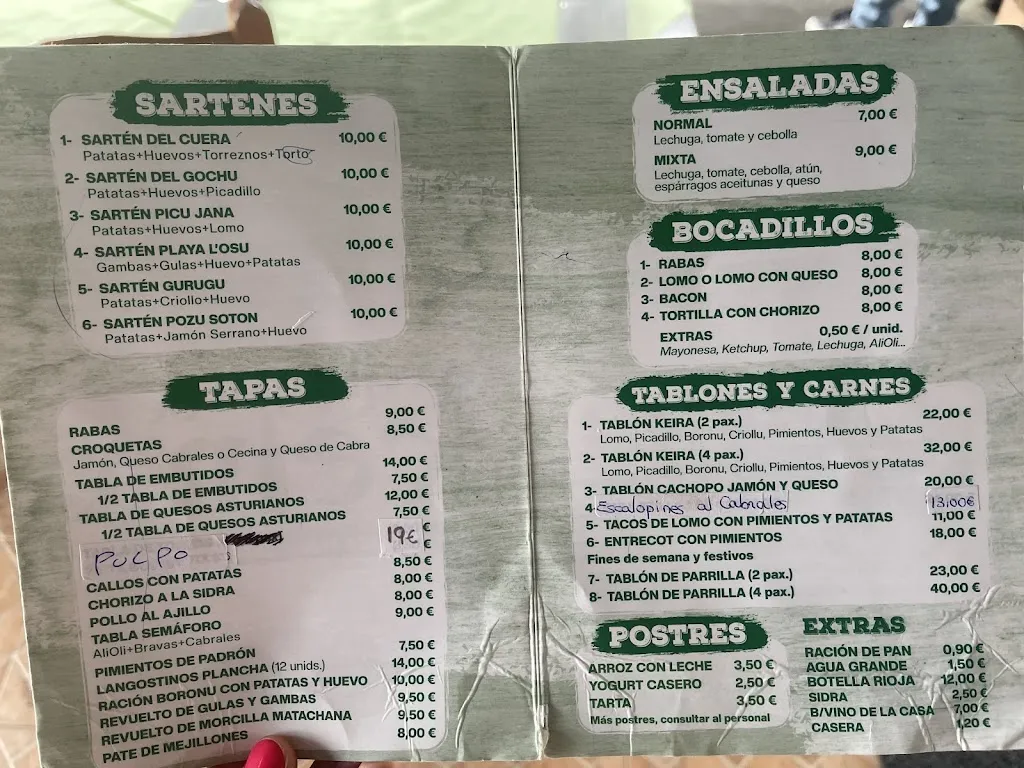 SARTENES
1- SARTÉN DEL CUERA 10,00 €
Patatas+Huevos+Torreznos+Torto
2- SARTÉN DEL GOCHU 10,00 €
Patatas+Huevos+Picadillo
3- SARTÉN PICU JANA 10,00 €
Patatas+Huevos+Lomo
4- SARTÉN PLAYA L'OSU 10,00 €
Gambas+Gulas+Huevo+Patatas
5- SARTÉN GURUGU 10,00 €
Patatas+Criollo+Huevo
6- SARTÉN POZU SOTON 10,00 €
Patatas+Jamón Serrano+Huevo
TAPAS
RABAS 9,00 €
CROQUETAS 8,50 €
Jamón, Queso Cabrales o Cecina y Queso de Cabra
TABLA DE EMBUTIDOS 14,00 €
1/2 TABLA DE EMBUTIDOS 7,50 €
TABLA DE QUESOS ASTURIANOS 12,00 €
1/2 TABLA DE QUESOS ASTURIANOS 7,50 €
€
PULPO 19€
€
CALLOS CON PATATAS 8,50 €
CHORIZO A LA SIDRA 8,00 €
POLLO AL AJILLO 8,00 €
TABLA SEMÁFORO 9,00 €
AliOli+Bravas+Cabrales
PIMIENTOS DE PADRÓN 7,50 €
LANGOSTINOS PLANCHA (12 unids.) 14,00 €
RACIÓN BORONU CON PATATAS Y HUEVO 10,00 €
REVUELTO DE GULAS Y GAMBAS 9,50 €
REVUELTO DE MORCILLA MATACHANA 9,50 €
PATE DE MEJILLONES 8,00 €
ENSALADAS
NORMAL 7,00 €
Lechuga, tomate y cebolla
MIXTA 9,00 €
Lechuga, tomate, cebolla, atún,
espárragos aceitunas y queso
BOCADILLOS
1- RABAS 8,00 €
2- LOMO O LOMO CON QUESO 8,00 €
3- BACON 8,00 €
4- TORTILLA CON CHORIZO 8,00 €
EXTRAS 0,50 € / unid.
Mayonesa, Ketchup, Tomate, Lechuga, AliOli...
TABLONES Y CARNES
1- TABLÓN KEIRA (2 pax.) 22,00 €
Lomo, Picadillo, Boronu, Criollu, Pimientos, Huevos y Patatas
2- TABLÓN KEIRA (4 pax.) 32,00 €
Lomo, Picadillo, Boronu, Criollu, Pimientos, Huevos y Patatas
3- TABLÓN CACHOPO JAMÓN Y QUESO 20,00 €
4 Escalopines al Cabrales 13,00€
5- TACOS DE LOMO CON PIMIENTOS Y PATATAS 11,00 €
6- ENTRECOT CON PIMIENTOS 18,00 €
Fines de semana y festivos
7- TABLÓN DE PARRILLA (2 pax.) 23,00 €
8- TABLÓN DE PARRILLA (4 pax.) 40,00 €
POSTRES
ARROZ CON LECHE 3,50 €
YOGURT CASERO 2,50 €
TARTA 3,50 €
Más postres, consultar al personal
EXTRAS
RACIÓN DE PAN 0,90 €
AGUA GRANDE 1,50 €
BOTELLA RIOJA 12,00 €
SIDRA 2,50 €
B/VINO DE LA CASA 7,00 €
CASERA 1,20 €